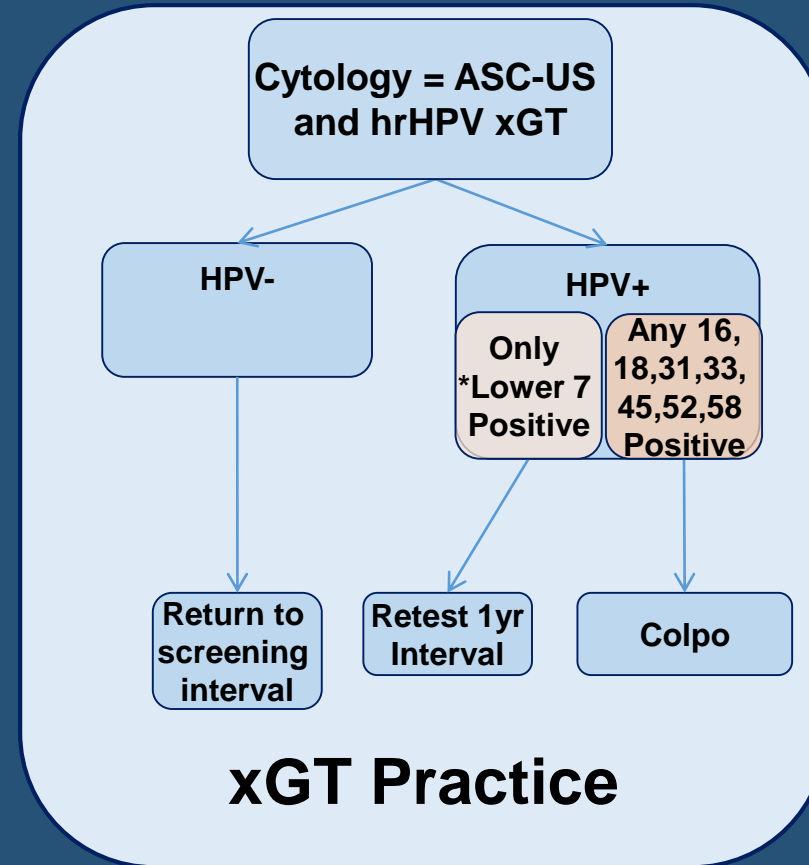 Cytology = ASC-US
and hrHPV xGT
HPV-
HPV+
Only
*Lower 7
Positive
Any 16,
18,31,33,
45,52,58
Positive
Return to
screening
interval
Retest 1yr
Interval
Colpo
xGT Practice